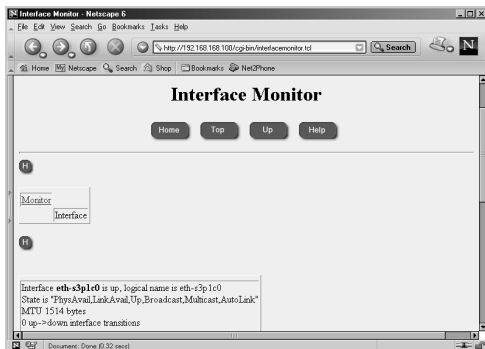 Interface Monitor - Netscape 6
File Edit View Search Go Bookmarks Tasks Help
http://192.168.168.100/cgi-bin/interfacemonitor.tcl
Search
N
Home My Netscape Search Shop Bookmarks Net2Phone
Interface Monitor
Home Top Up Help
H
Monitor
Interface
H
Interface eth-s3p1c0 is up, logical name is eth-s3p1c0
State is "PhysAvail,LinkAvail,Up,Broadcast,Multicast,AutoLink"
MTU 1514 bytes
0 up->down interface transitions
Document: Done (0.32 secs)